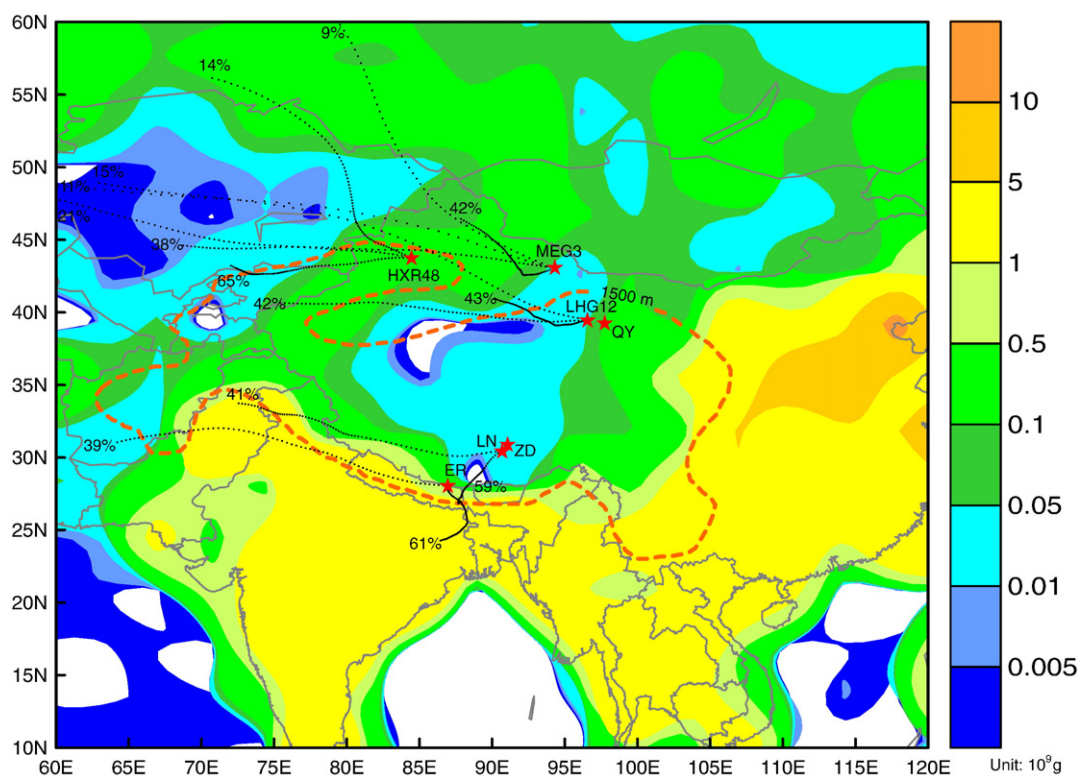 60N
9%
14%
10
55N
50N
15%
11%
5
42%
21%
45N
38%
MEG3
1
HXR48
65%
1500 m
43%
42%
LHG12
40N
QY
0.5
35N
41%
0.1
39%
LN
ZD
30N
ER
59%
0.05
25N
61%
0.01
20N
0.005
15N
10N
60E 65E 70E 75E 80E 85E 90E 95E 100E 105E 110E 115E 120E
Unit: 10⁹g